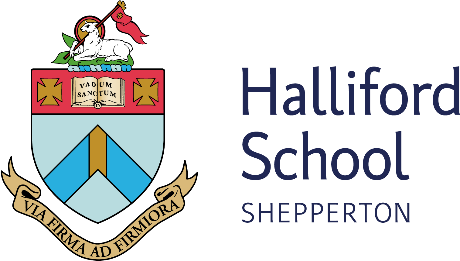 VADUM
SANCTUM
VIA FIRMA AD FIRMIORA
Halliford
School
SHEPPERTON